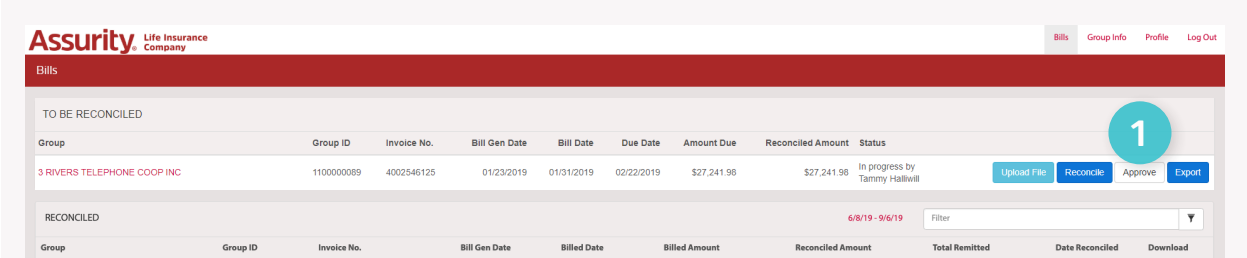 Assurity® Life Insurance Company
Bills Group Info Profile Log Out
Bills
TO BE RECONCILED
1
Group Group ID Invoice No. Bill Gen Date Bill Date Due Date Amount Due Reconciled Amount Status
3 RIVERS TELEPHONE COOP INC 1100000089 4002546125 01/23/2019 01/31/2019 02/22/2019 $27,241.98 $27,241.98 In progress by Tammy Halliwill Upload File Reconcile Approve Export
RECONCILED 6/8/19 - 9/6/19 Filter
Group Group ID Invoice No. Bill Gen Date Billed Date Billed Amount Reconciled Amount Total Remitted Date Reconciled Download